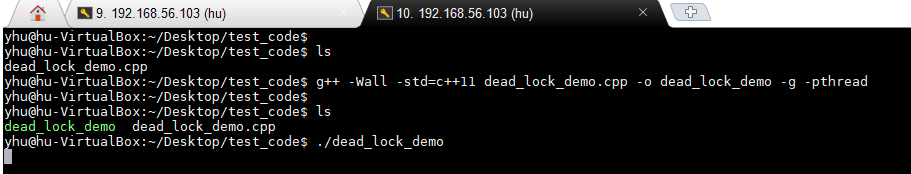 9. 192.168.56.103 (hu)
10. 192.168.56.103 (hu)
yhu@hu-VirtualBox:~/Desktop/test_code$
yhu@hu-VirtualBox:~/Desktop/test_code$ ls
dead_lock_demo.cpp
yhu@hu-VirtualBox:~/Desktop/test_code$ g++ -Wall -std=c++11 dead_lock_demo.cpp -o dead_lock_demo -g -pthread
yhu@hu-VirtualBox:~/Desktop/test_code$
yhu@hu-VirtualBox:~/Desktop/test_code$ ls
dead_lock_demo  dead_lock_demo.cpp
yhu@hu-VirtualBox:~/Desktop/test_code$ ./dead_lock_demo